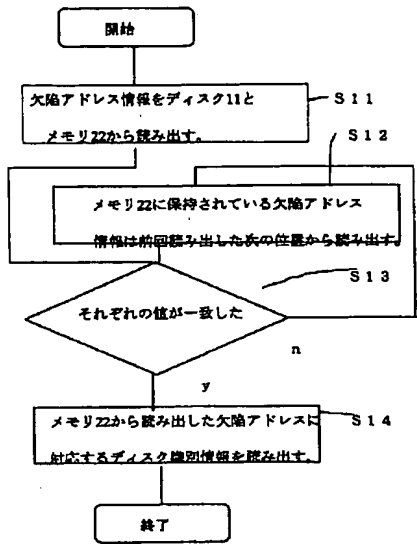 開始
欠陥アドレス情報をディスク11と
メモリ22から読み出す。
S11
S12
メモリ22に保持されている欠陥アドレス
情報は前回読み出した次の位置から読み出す。
S13
それぞれの値が一致した
n
y
メモリ22から読み出した欠陥アドレスに
S14
対応するディスク識別情報を読み出す。
終了